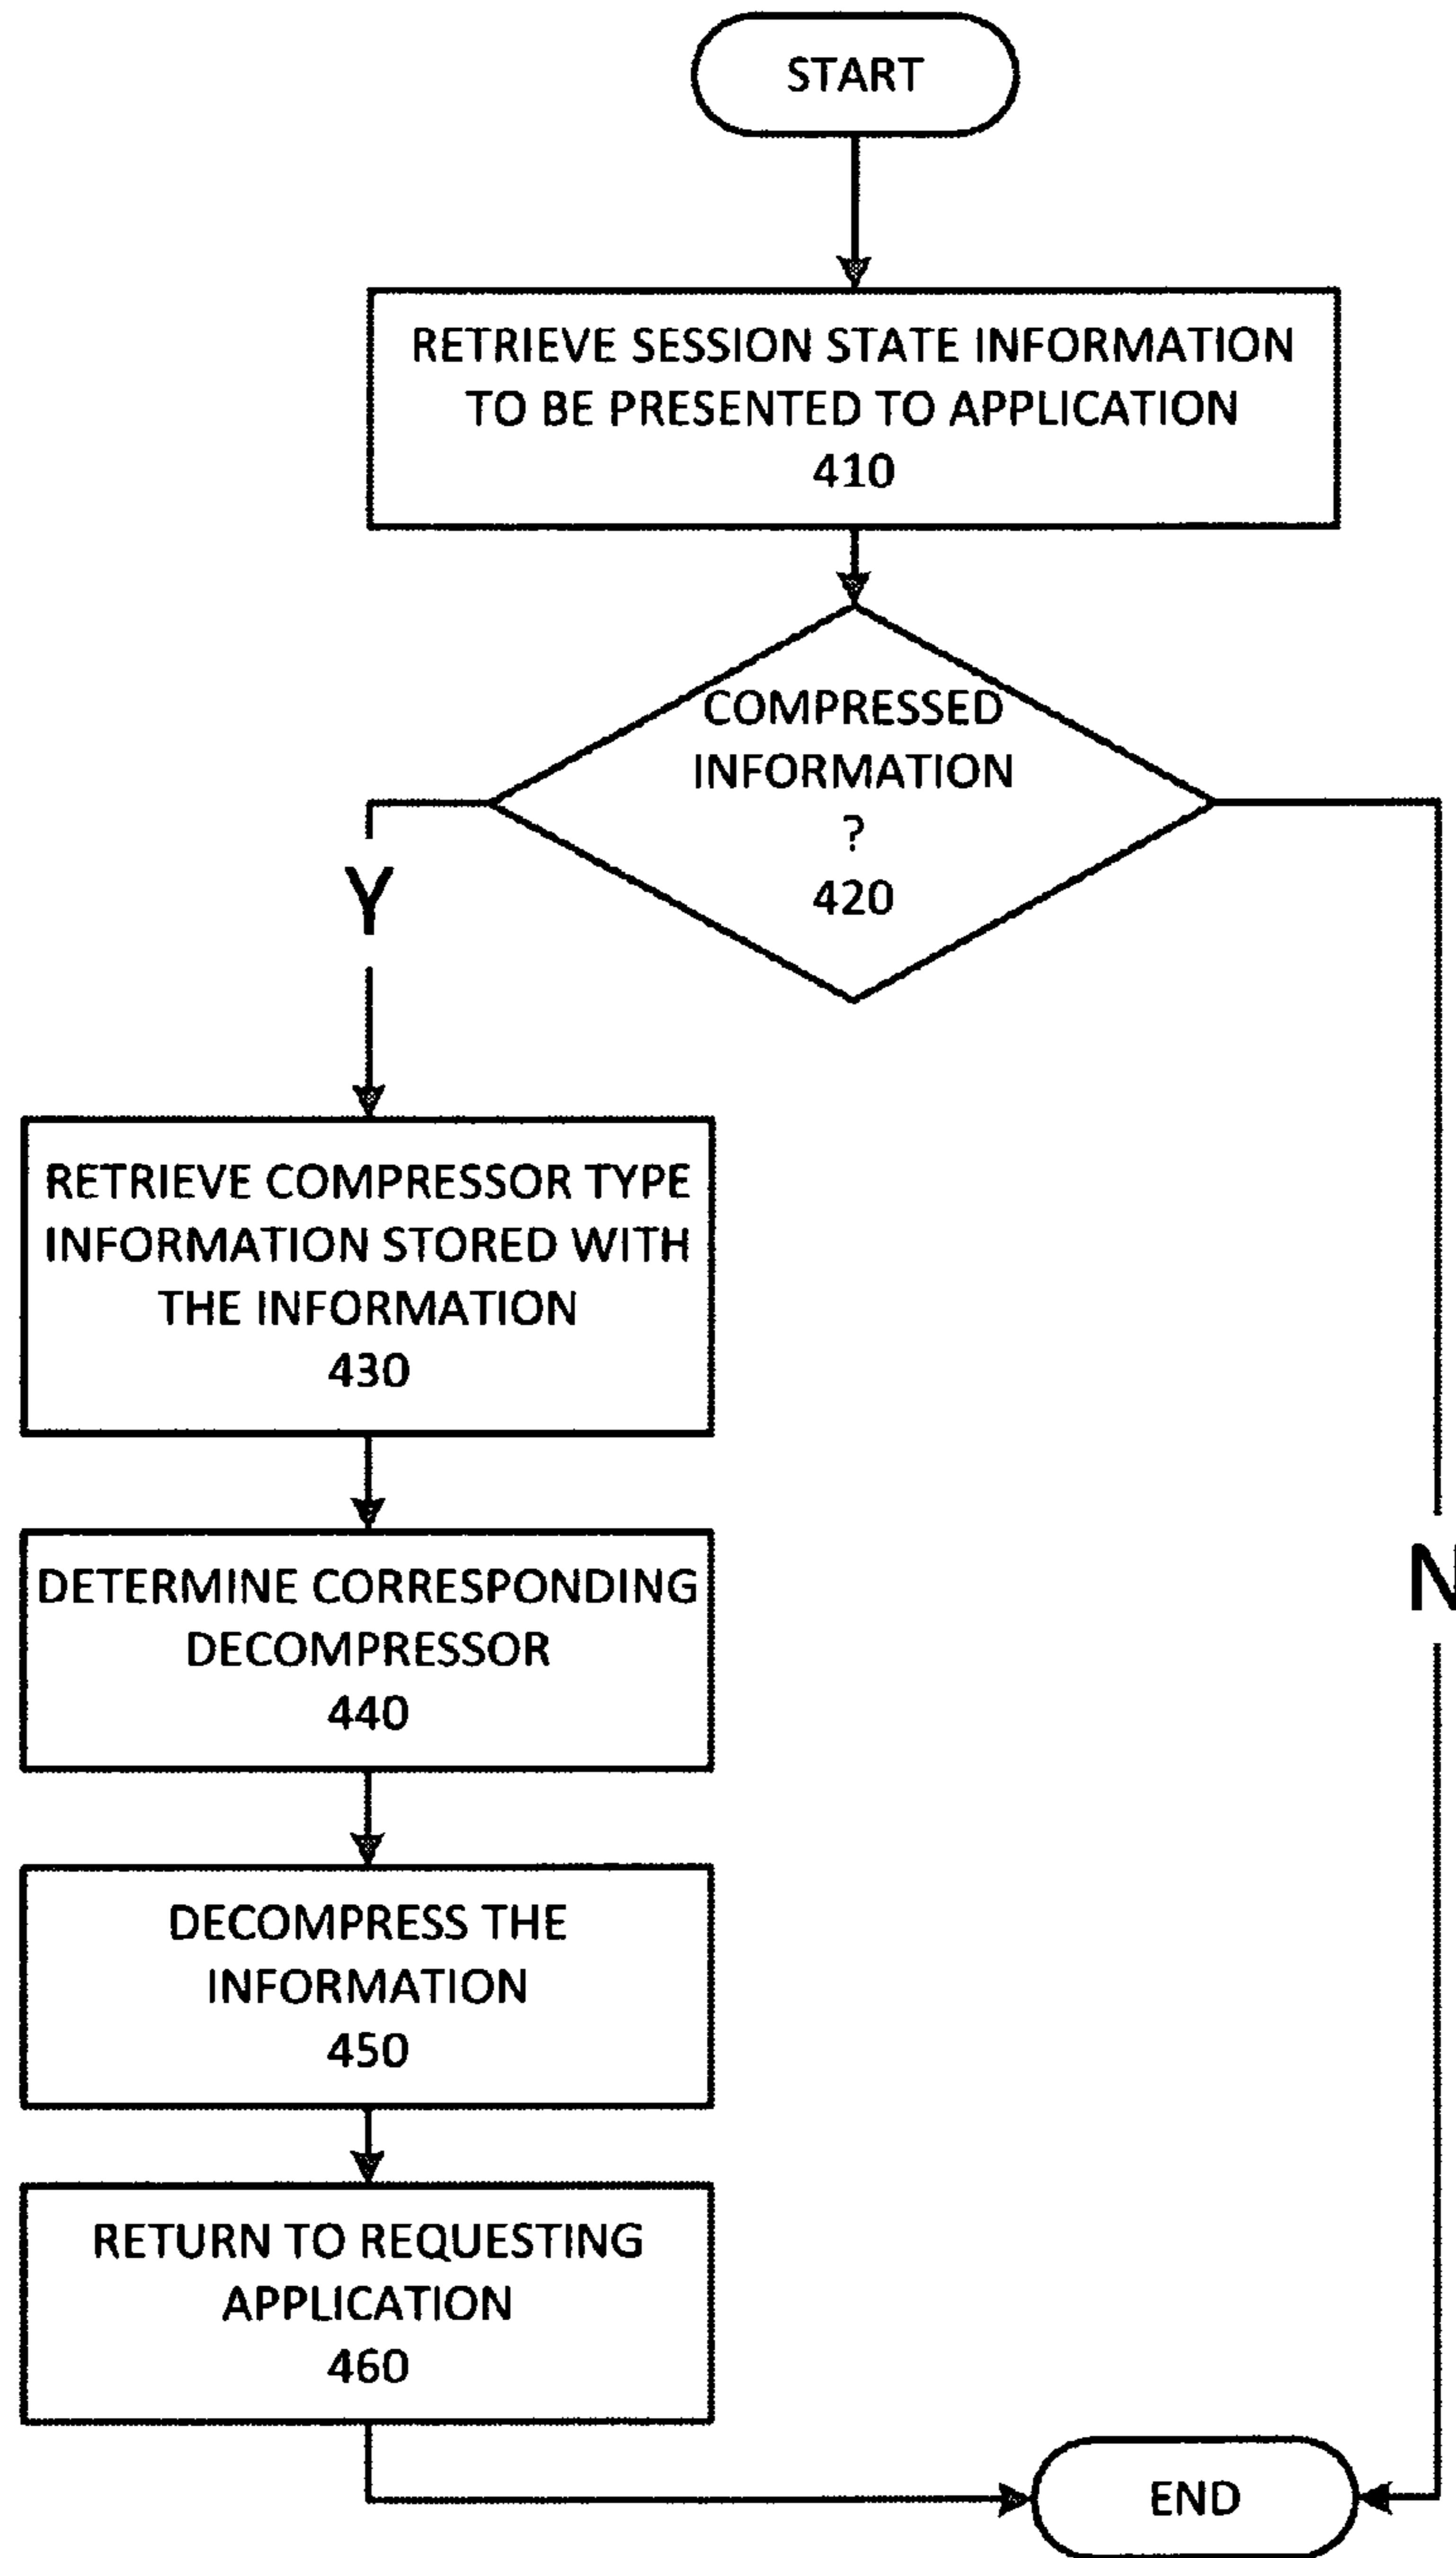 START
RETRIEVE SESSION STATE INFORMATION
TO BE PRESENTED TO APPLICATION
410
COMPRESSED
INFORMATION
?
420
Y
RETRIEVE COMPRESSOR TYPE
INFORMATION STORED WITH
THE INFORMATION
430
DETERMINE CORRESPONDING
DECOMPRESSOR
440
N
DECOMPRESS THE
INFORMATION
450
RETURN TO REQUESTING
APPLICATION
460
END